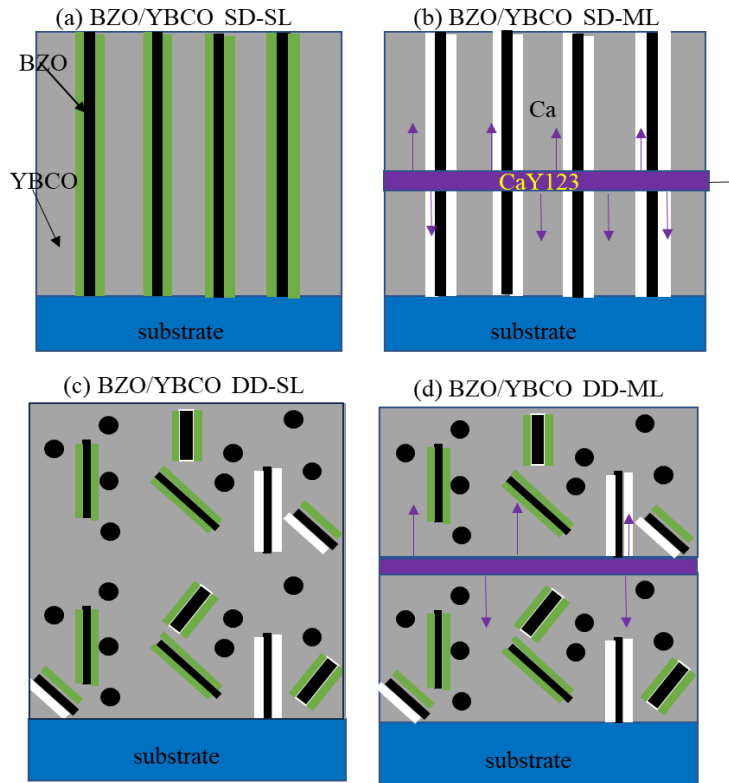 (a) BZO/YBCO SD-SL
(b) BZO/YBCO SD-ML
BZO
Ca
YBCO
CaY123
substrate
substrate
(c) BZO/YBCO DD-SL
(d) BZO/YBCO DD-ML
substrate
substrate